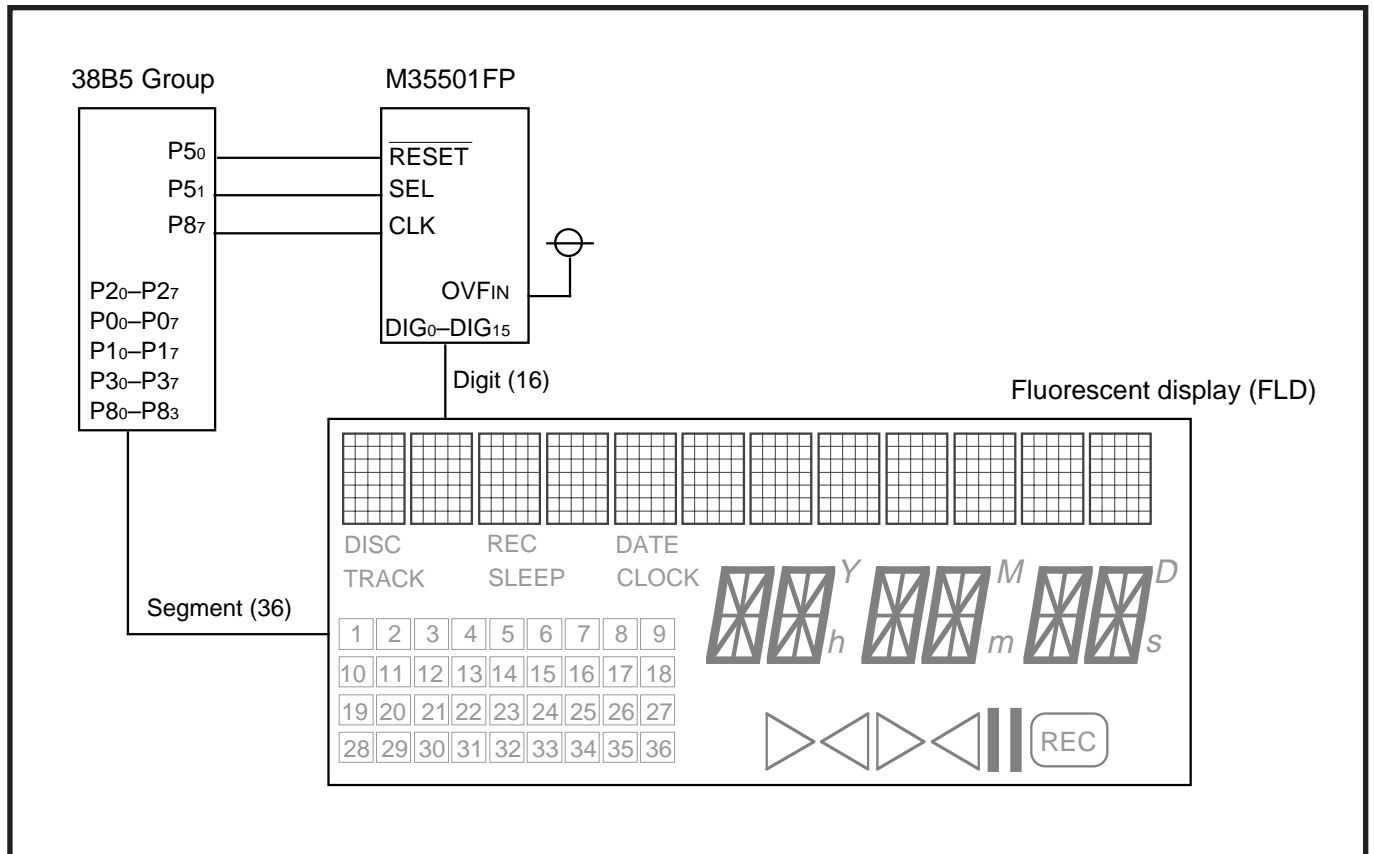 38B5 Group
M35501FP
P50
RESET
P51
SEL
P87
CLK
OVFIN
P20–P27
P00–P07
P10–P17
P30–P37
P80–P83
DIG0–DIG15
Digit (16)
Fluorescent display (FLD)
DISC REC DATE
TRACK SLEEP CLOCK
Y M D
h m s
Segment (36)
1 2 3 4 5 6 7 8 9
10 11 12 13 14 15 16 17 18
19 20 21 22 23 24 25 26 27
28 29 30 31 32 33 34 35 36
REC